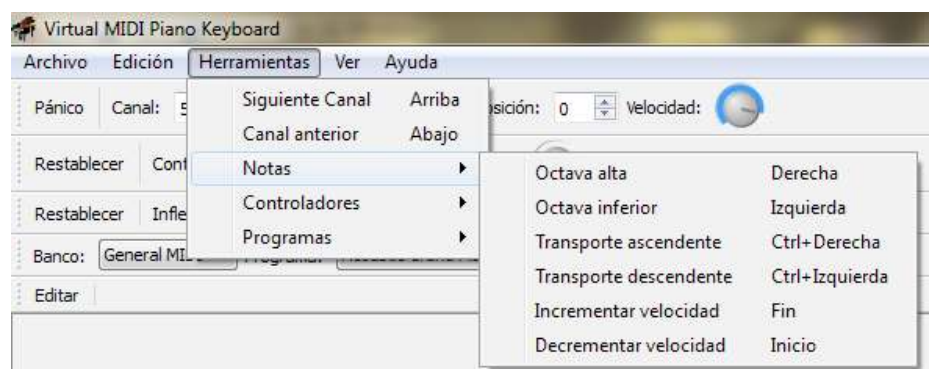 Virtual MIDI Piano Keyboard
Archivo Edición Herramientas Ver Ayuda
Pánico Canal: Velocidad:
0
Siguiente Canal Arriba
Canal anterior Abajo
Notas
Controladores
Programas
Restablecer
Restablecer
Banco: General
Editar
Octava alta Derecha
Octava inferior Izquierda
Transporte ascendente Ctrl+Derecha
Transporte descendente Ctrl+Izquierda
Incrementar velocidad Fin
Decrementar velocidad Inicio